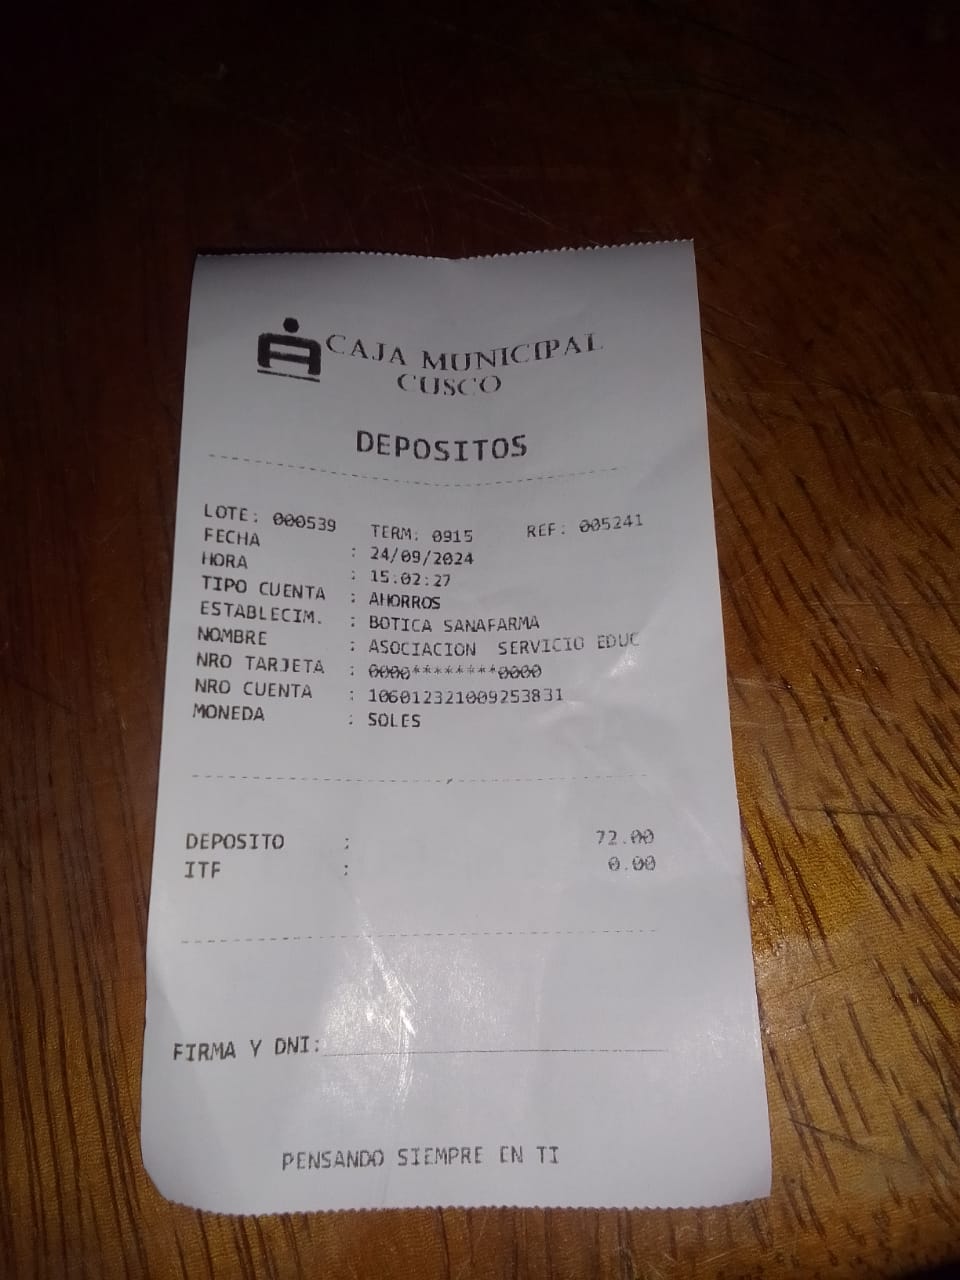 CAJA MUNICIPAL
CUSCO
DEPOSITOS
LOTE: 000539 TERM: 0915 REF: 005241
FECHA : 24/09/2024
HORA : 15:02:27
TIPO CUENTA : AHORROS
ESTABLECIM. : BOTICA SANAFARMA
NOMBRE : ASOCIACION SERVICIO EDUC
NRO TARJETA : 0000********0000
NRO CUENTA : 106012321009253831
MONEDA : SOLES
DEPOSITO : 72.00
ITF : 0.00
FIRMA Y DNI:
PENSANDO SIEMPRE EN TI